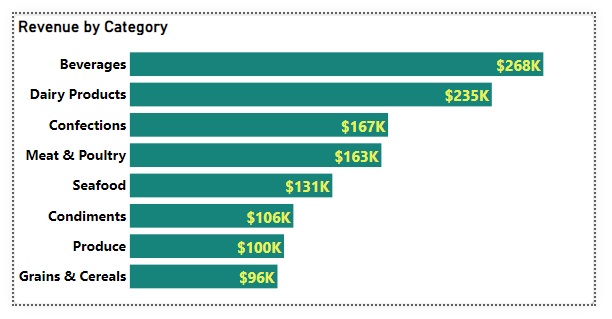 Revenue by Category
Beverages $268K
Dairy Products $235K
Confections $167K
Meat & Poultry $163K
Seafood $131K
Condiments $106K
Produce $100K
Grains & Cereals $96K